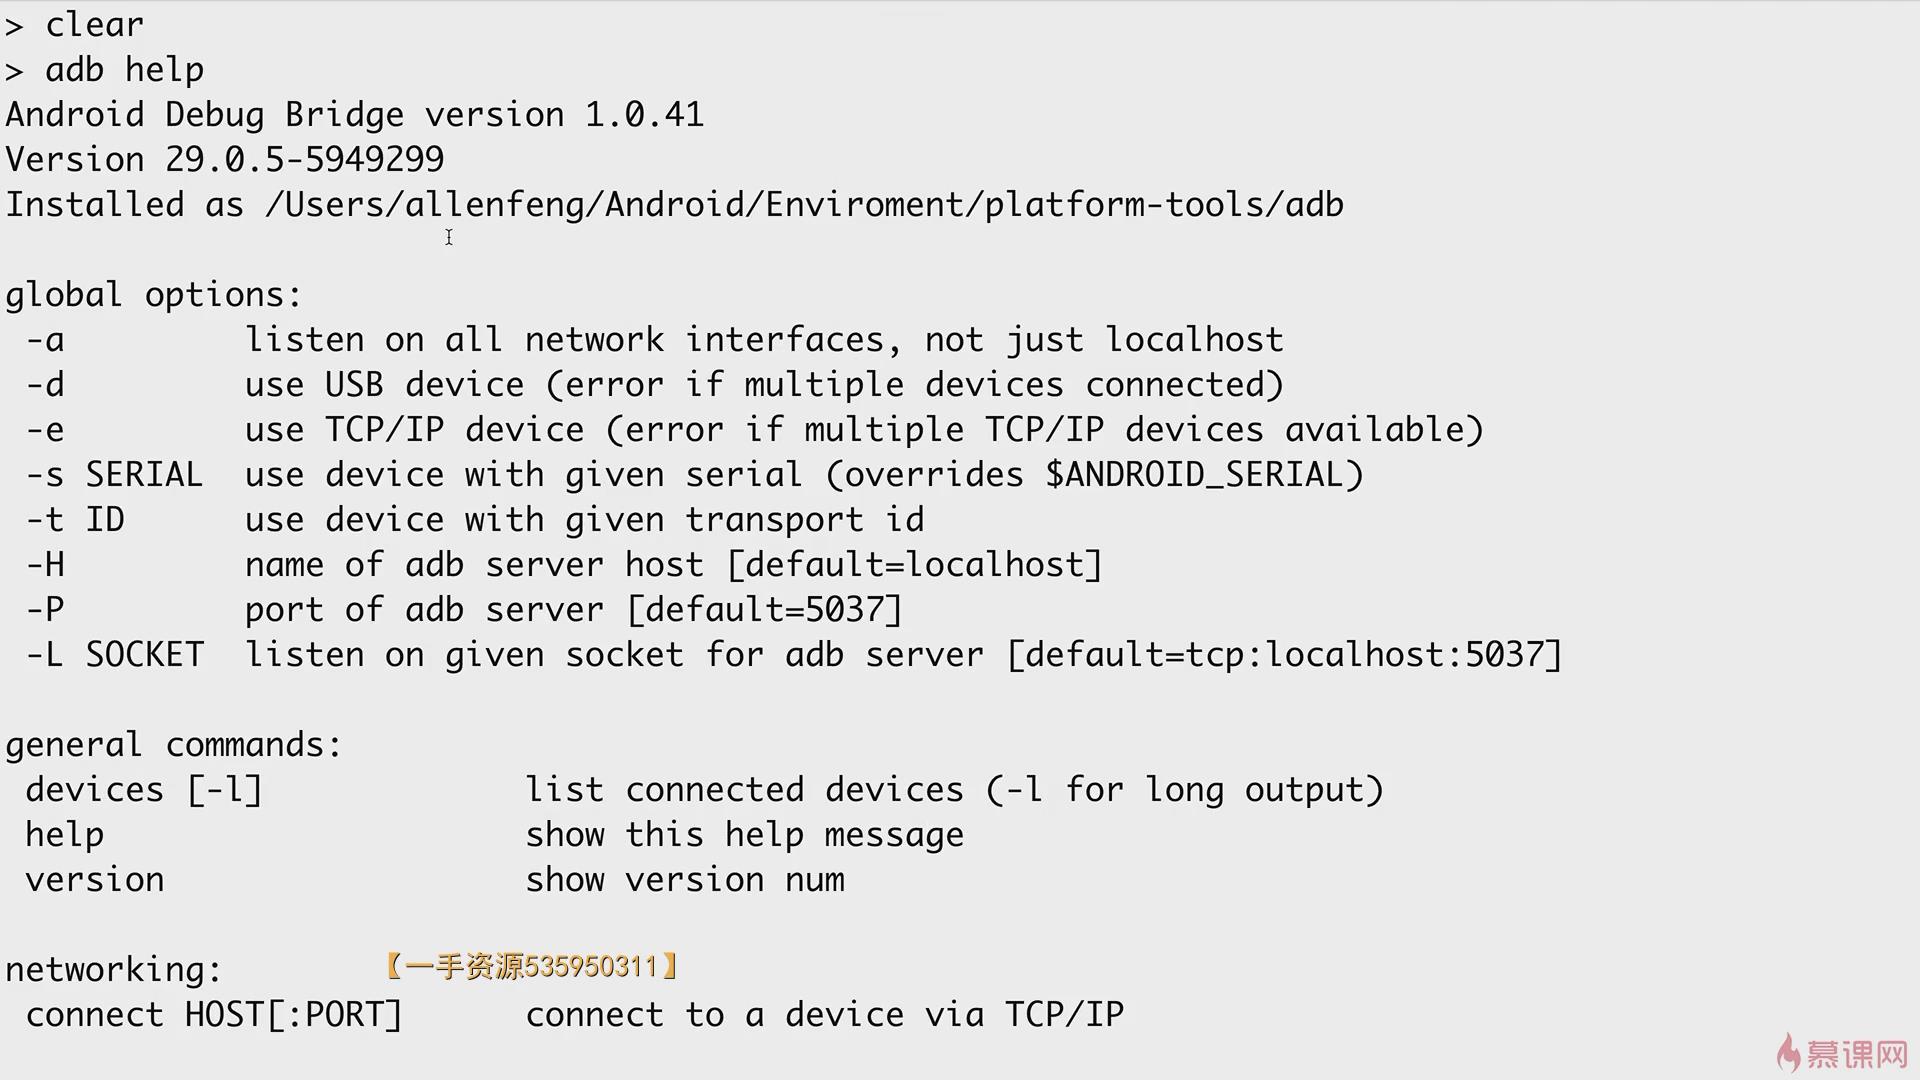 > clear
> adb help
Android Debug Bridge version 1.0.41
Version 29.0.5-5949299
Installed as /Users/allenfeng/Android/Enviroment/platform-tools/adb
global options:
-a listen on all network interfaces, not just localhost
-d use USB device (error if multiple devices connected)
-e use TCP/IP device (error if multiple TCP/IP devices available)
-s SERIAL use device with given serial (overrides $ANDROID_SERIAL)
-t ID use device with given transport id
-H name of adb server host [default=localhost]
-P port of adb server [default=5037]
-L SOCKET listen on given socket for adb server [default=tcp:localhost:5037]
general commands:
devices [-l] list connected devices (-l for long output)
help show this help message
version show version num
networking: 【一手资源535950311】
connect HOST[:PORT] connect to a device via TCP/IP
慕课网